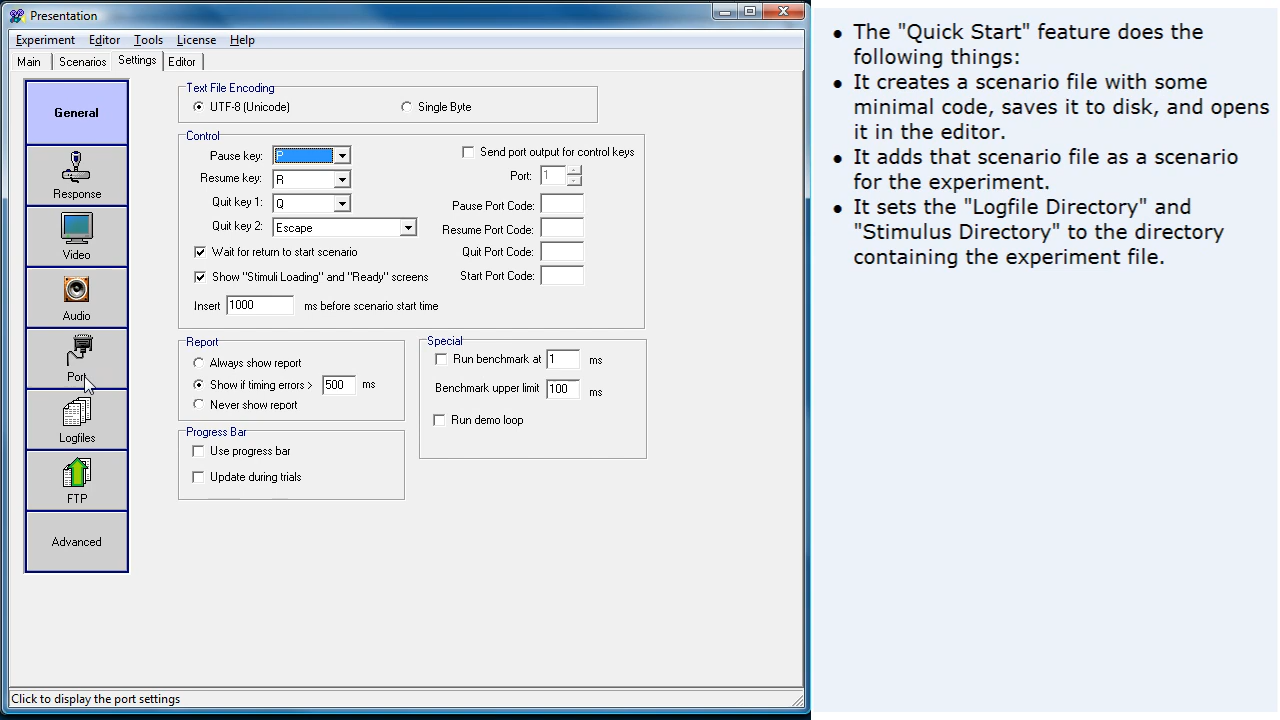 Presentation
Experiment Editor Tools License Help
Main Scenarios Settings Editor
General
Response
Video
Audio
Port
Logfiles
FTP
Advanced
Text File Encoding
UTF-8 (Unicode) Single Byte
Control
Pause key: P
Resume key: R
Quit key 1: Q
Quit key 2: Escape
Wait for return to start scenario
Show "Stimuli Loading" and "Ready" screens
Insert 1000 ms before scenario start time
Send port output for control keys
Port: 1
Pause Port Code:
Resume Port Code:
Quit Port Code:
Start Port Code:
Report
Always show report
Show if timing errors > 500 ms
Never show report
Special
Run benchmark at 1 ms
Benchmark upper limit 100 ms
Run demo loop
Progress Bar
Use progress bar
Update during trials
Click to display the port settings
• The "Quick Start" feature does the
following things:
• It creates a scenario file with some
minimal code, saves it to disk, and opens
it in the editor.
• It adds that scenario file as a scenario
for the experiment.
• It sets the "Logfile Directory" and
"Stimulus Directory" to the directory
containing the experiment file.